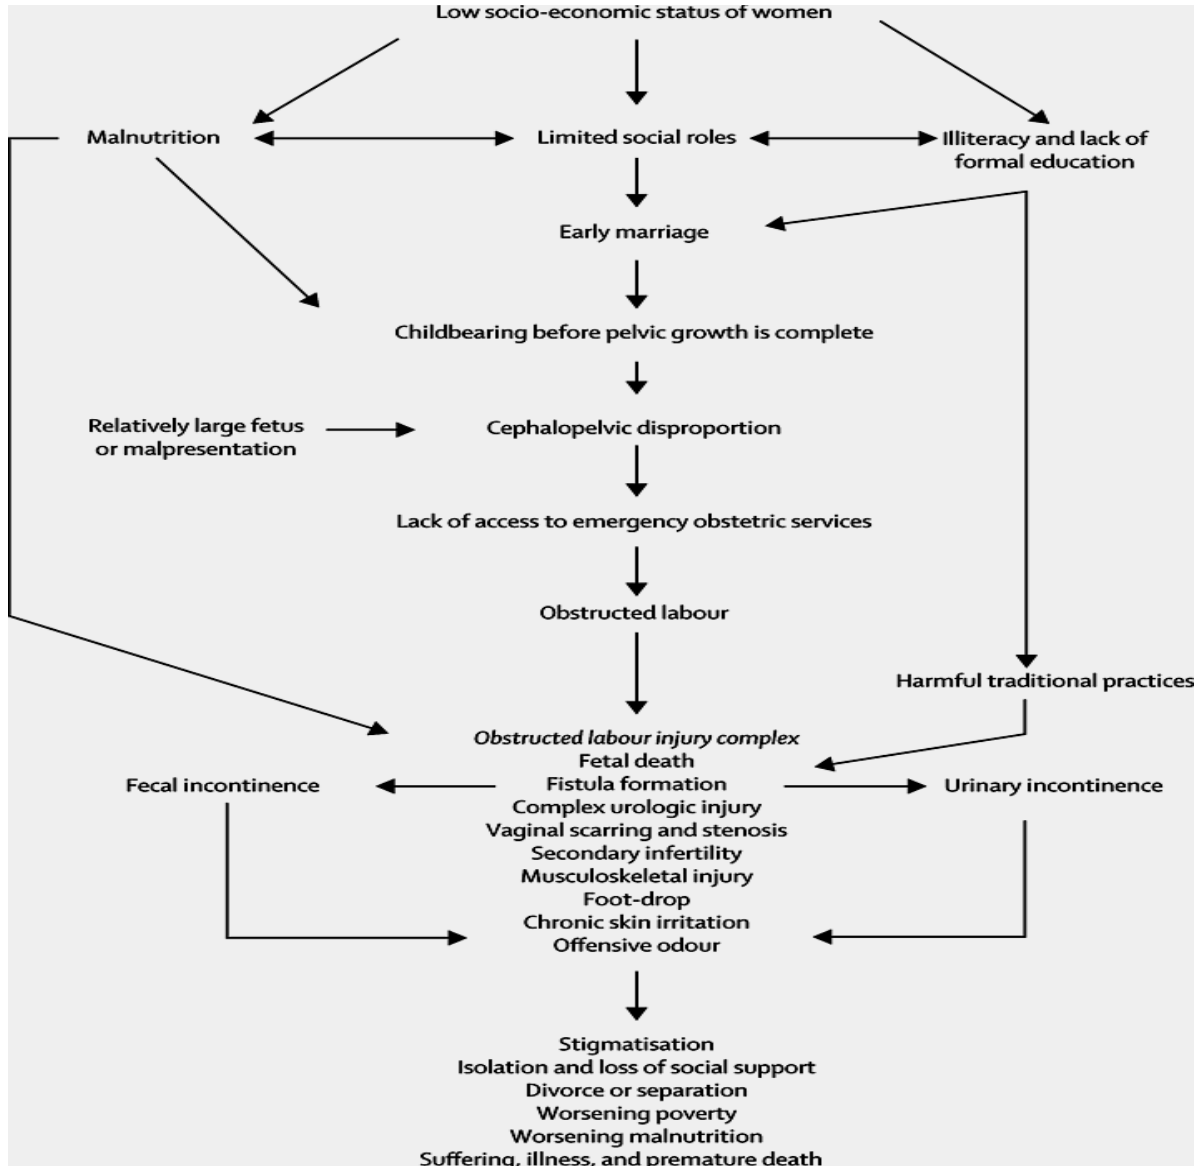 Low socio-economic status of women
Malnutrition
Limited social roles
Illiteracy and lack of
formal education
Early marriage
Childbearing before pelvic growth is complete
Relatively large fetus
or malpresentation
Cephalopelvic disproportion
Lack of access to emergency obstetric services
Obstructed labour
Harmful traditional practices
Obstructed labour injury complex
Fetal death
Fecal incontinence
Fistula formation
Urinary incontinence
Complex urologic injury
Vaginal scarring and stenosis
Secondary infertility
Musculoskeletal injury
Foot-drop
Chronic skin irritation
Offensive odour
Stigmatisation
Isolation and loss of social support
Divorce or separation
Worsening poverty
Worsening malnutrition
Suffering, illness, and premature death